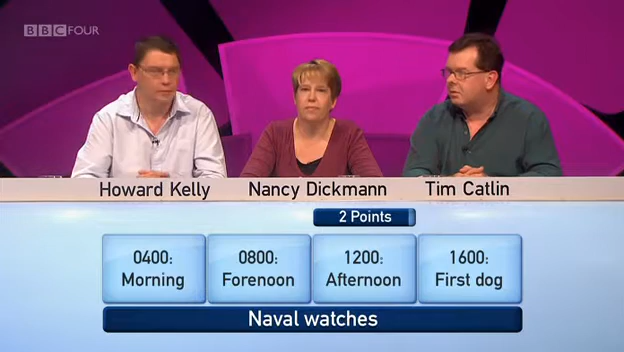 BBC FOUR
Howard Kelly
Nancy Dickmann
Tim Catlin
2 Points
0400:
Morning
0800:
Forenoon
1200:
Afternoon
1600:
First dog
Naval watches